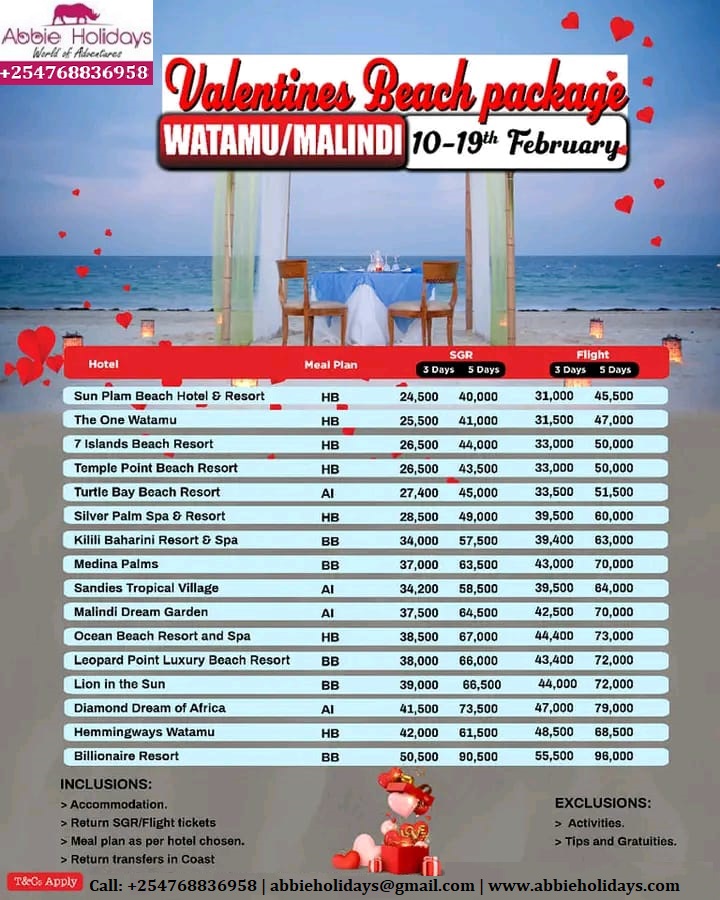 Abbie Holidays
World of Adventures
+254768836958
Valentines Beach package
WATAMU/MALINDI 10-19th February
Hotel Meal Plan SGR Flight
3 Days 5 Days 3 Days 5 Days
Sun Plam Beach Hotel & Resort HB 24,500 40,000 31,000 45,500
The One Watamu HB 25,500 41,000 31,500 47,000
7 Islands Beach Resort HB 26,500 44,000 33,000 50,000
Temple Point Beach Resort HB 26,500 43,500 33,000 50,000
Turtle Bay Beach Resort AI 27,400 45,000 33,500 51,500
Silver Palm Spa & Resort HB 28,500 49,000 39,500 60,000
Kilili Baharini Resort & Spa BB 34,000 57,500 39,400 63,000
Medina Palms BB 37,000 63,500 43,000 70,000
Sandies Tropical Village AI 34,200 58,500 39,500 64,000
Malindi Dream Garden AI 37,500 64,500 42,500 70,000
Ocean Beach Resort and Spa HB 38,500 67,000 44,400 73,000
Leopard Point Luxury Beach Resort BB 38,000 66,000 43,400 72,000
Lion in the Sun BB 39,000 66,500 44,000 72,000
Diamond Dream of Africa AI 41,500 73,500 47,000 79,000
Hemmingways Watamu HB 42,000 61,500 48,500 68,500
Billionaire Resort BB 50,500 90,500 55,500 96,000
INCLUSIONS:
> Accommodation.
> Return SGR/Flight tickets
> Meal plan as per hotel chosen.
> Return transfers in Coast
EXCLUSIONS:
> Activities.
> Tips and Gratuities.
LOVE
T&Cs Apply
Call: +254768836958 | abbieholidays@gmail.com | www.abbieholidays.com